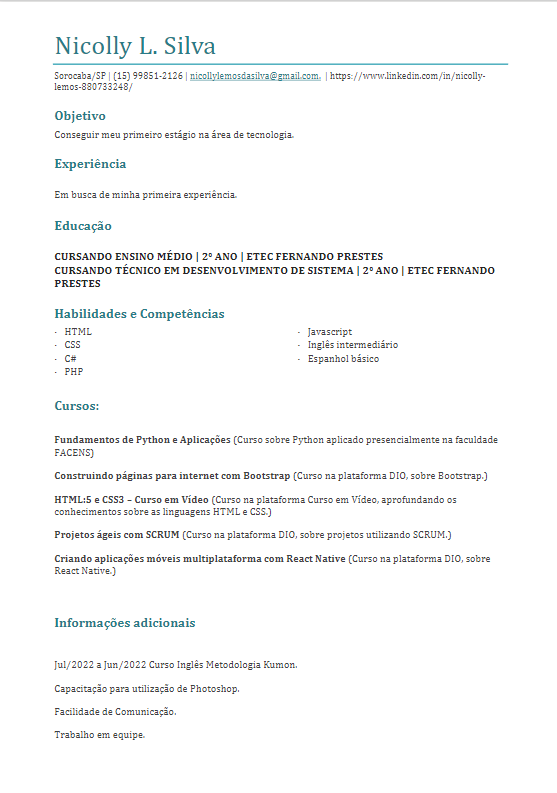 Nicolly L. Silva
Sorocaba/SP | (15) 99851-2126 | nicollylemosdasilva@gmail.com. | https://www.linkedin.com/in/nicolly-
lemos-880733248/
Objetivo
Conseguir meu primeiro estágio na área de tecnologia.
Experiência
Em busca de minha primeira experiência.
Educação
CURSANDO ENSINO MÉDIO | 2º ANO | ETEC FERNANDO PRESTES
CURSANDO TÉCNICO EM DESENVOLVIMENTO DE SISTEMA | 2º ANO | ETEC FERNANDO
PRESTES
Habilidades e Competências
· HTML
· CSS
· C#
· PHP
· Javascript
· Inglês intermediário
· Espanhol básico
Cursos:
Fundamentos de Python e Aplicações (Curso sobre Python aplicado presencialmente na faculdade
FACENS)
Construindo páginas para internet com Bootstrap (Curso na plataforma DIO, sobre Bootstrap.)
HTML:5 e CSS3 – Curso em Vídeo (Curso na plataforma Curso em Vídeo, aprofundando os
conhecimentos sobre as linguagens HTML e CSS.)
Projetos ágeis com SCRUM (Curso na plataforma DIO, sobre projetos utilizando SCRUM.)
Criando aplicações móveis multiplataforma com React Native (Curso na plataforma DIO, sobre
React Native.)
Informações adicionais
Jul/2022 a Jun/2022 Curso Inglês Metodologia Kumon.
Capacitação para utilização de Photoshop.
Facilidade de Comunicação.
Trabalho em equipe.